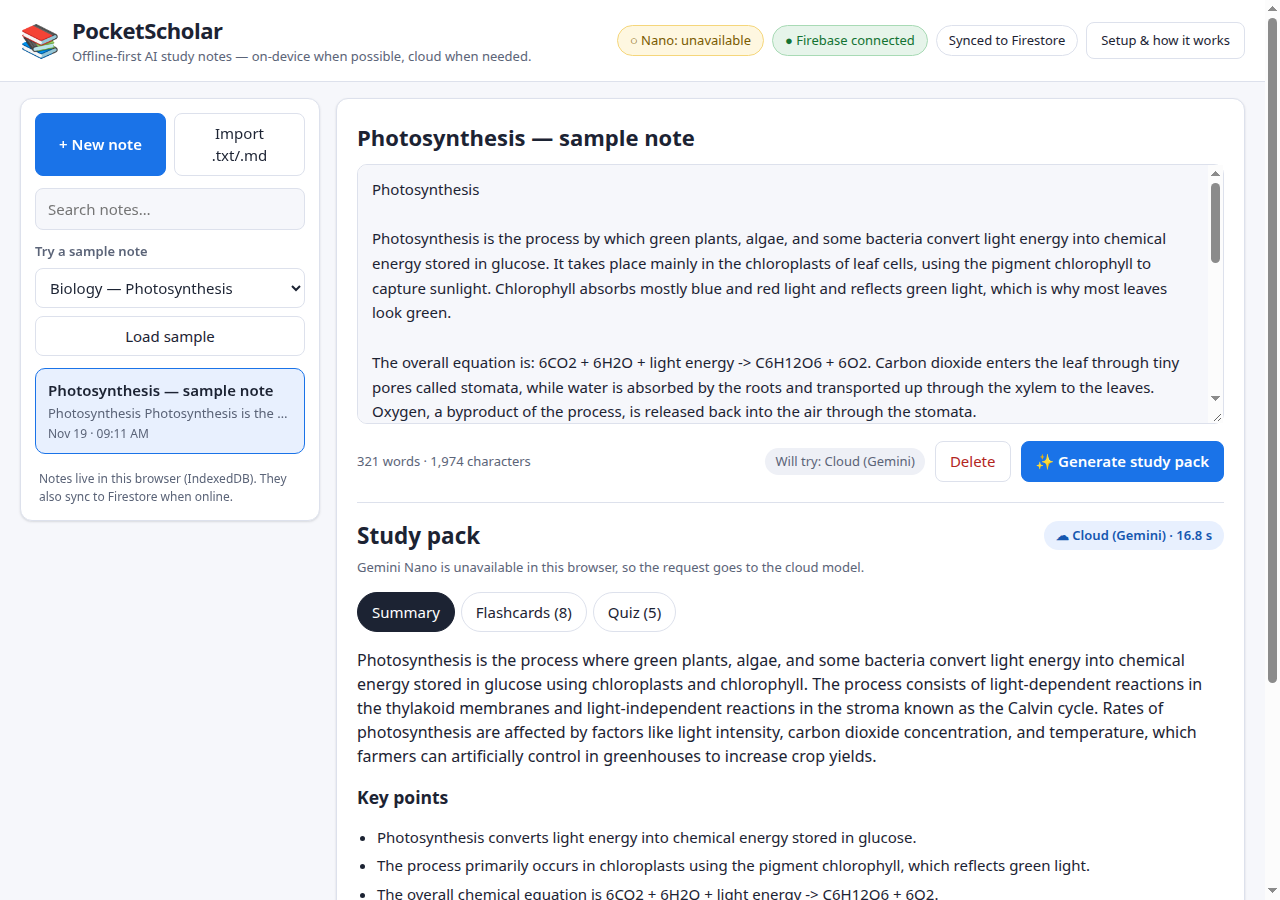 PocketScholar
Offline-first AI study notes — on-device when possible, cloud when needed.
○ Nano: unavailable
● Firebase connected
Synced to Firestore
Setup & how it works
+ New note
Import
.txt/.md
Search notes...
Try a sample note
Biology — Photosynthesis
Load sample
Photosynthesis — sample note
Photosynthesis Photosynthesis is the ...
Nov 19 · 09:11 AM
Notes live in this browser (IndexedDB). They
also sync to Firestore when online.
Photosynthesis — sample note
Photosynthesis
Photosynthesis is the process by which green plants, algae, and some bacteria convert light energy into chemical
energy stored in glucose. It takes place mainly in the chloroplasts of leaf cells, using the pigment chlorophyll to
capture sunlight. Chlorophyll absorbs mostly blue and red light and reflects green light, which is why most leaves
look green.
The overall equation is: 6CO2 + 6H2O + light energy -> C6H12O6 + 6O2. Carbon dioxide enters the leaf through tiny
pores called stomata, while water is absorbed by the roots and transported up through the xylem to the leaves.
Oxygen, a byproduct of the process, is released back into the air through the stomata.
321 words · 1,974 characters
Will try: Cloud (Gemini)
Delete
✨ Generate study pack
Study pack
☁ Cloud (Gemini) · 16.8 s
Gemini Nano is unavailable in this browser, so the request goes to the cloud model.
Summary
Flashcards (8)
Quiz (5)
Photosynthesis is the process where green plants, algae, and some bacteria convert light energy into chemical
energy stored in glucose using chloroplasts and chlorophyll. The process consists of light-dependent reactions in
the thylakoid membranes and light-independent reactions in the stroma known as the Calvin cycle. Rates of
photosynthesis are affected by factors like light intensity, carbon dioxide concentration, and temperature, which
farmers can artificially control in greenhouses to increase crop yields.
Key points
• Photosynthesis converts light energy into chemical energy stored in glucose.
• The process primarily occurs in chloroplasts using the pigment chlorophyll, which reflects green light.
• The overall chemical equation is 6CO2 + 6H2O + light energy -> C6H12O6 + 6O2.